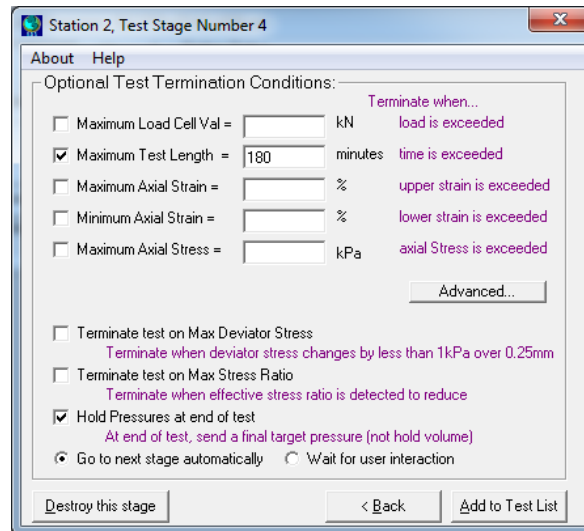 Station 2, Test Stage Number 4
About Help
Optional Test Termination Conditions:
Terminate when...
Maximum Load Cell Val = kN load is exceeded
Maximum Test Length = 180 minutes time is exceeded
Maximum Axial Strain = % upper strain is exceeded
Minimum Axial Strain = % lower strain is exceeded
Maximum Axial Stress = kPa axial Stress is exceeded
Advanced...
Terminate test on Max Deviator Stress
Terminate when deviator stress changes by less than 1kPa over 0.25mm
Terminate test on Max Stress Ratio
Terminate when effective stress ratio is detected to reduce
Hold Pressures at end of test
At end of test, send a final target pressure (not hold volume)
Go to next stage automatically Wait for user interaction
Destroy this stage < Back Add to Test List